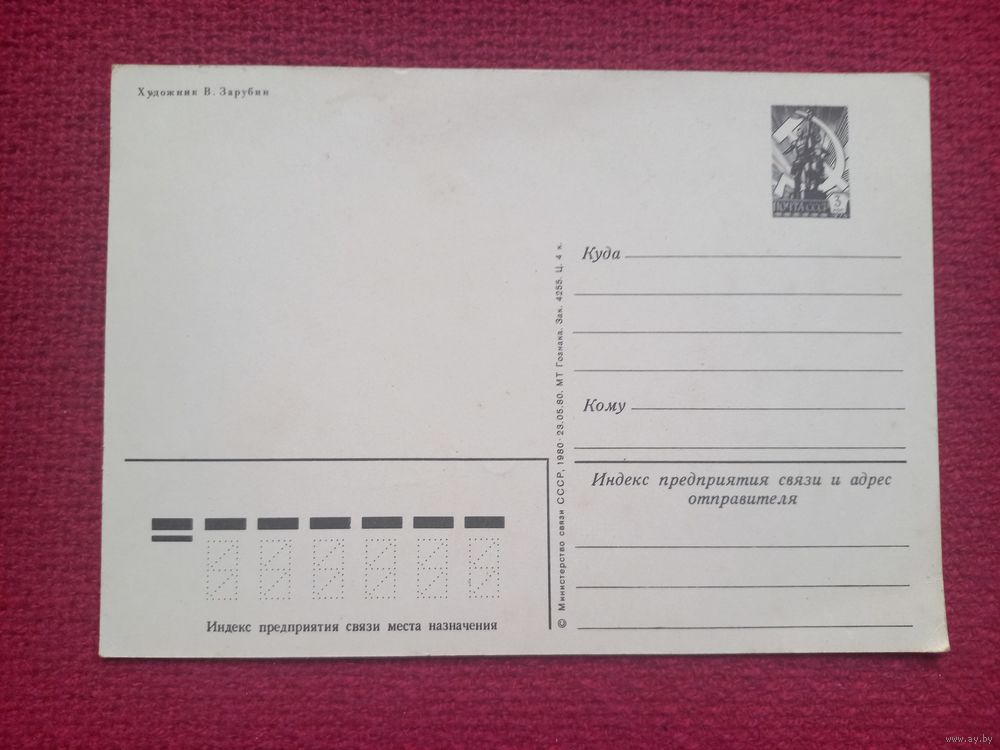 Художник В. Зарубин
ПОЧТА СССР
3
Куда
Кому
© Министерство связи СССР, 1980· 23.05.80. МТ Гознака. Зак. 4255. Ц. 4 к.
Индекс предприятия связи и адрес
отправителя
Индекс предприятия связи места назначения
www.ay.by